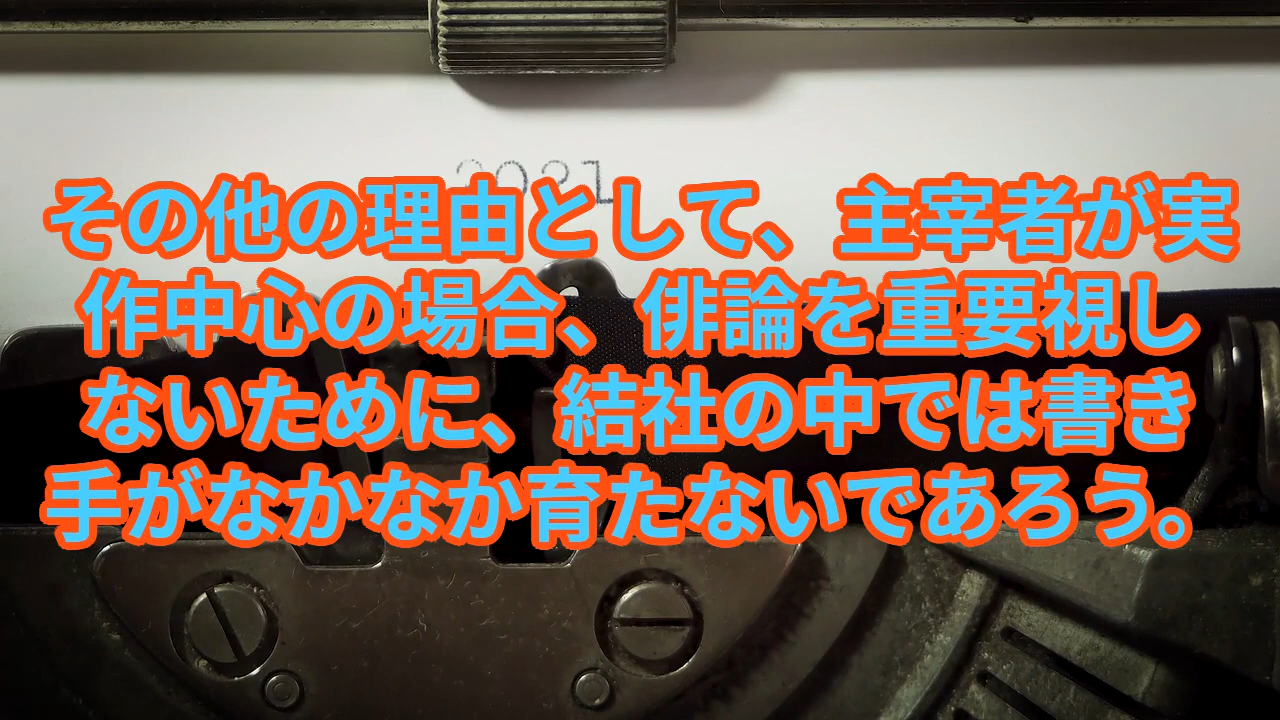 2021
その他の理由として、主宰者が実
作中心の場合、俳論を重要視し
ないために、結社の中では書き
手がなかなか育たないであろう。